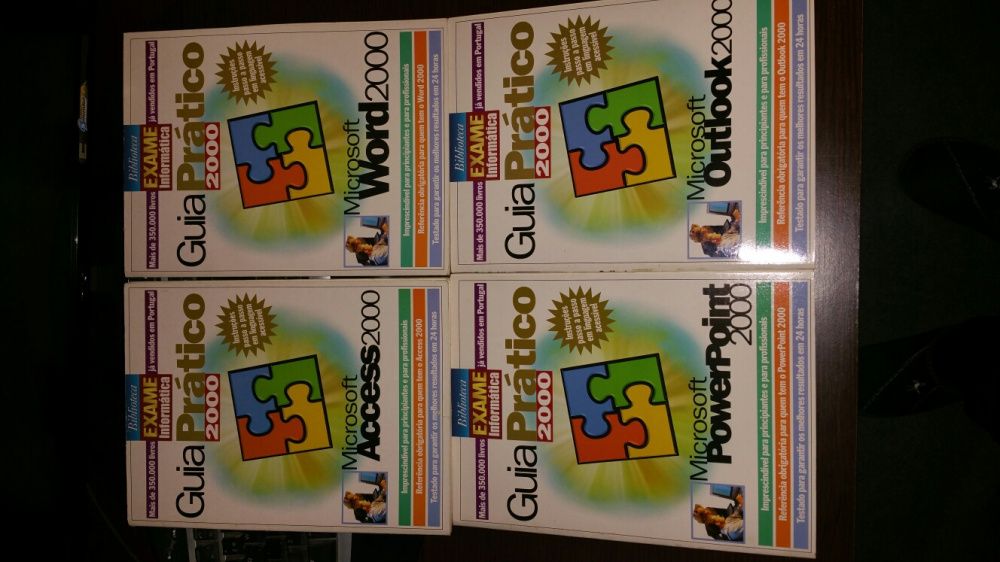 Biblioteca
EXAME
Informática
Mais de 350.000 livros
já vendidos em Portugal
Guia Prático
2000
Instruções
passo a passo
em linguagem
acessível
Microsoft
Word2000
Imprescindível para principiantes e para profissionais
Referência obrigatória para quem tem o Word 2000
Testado para garantir os melhores resultados em 24 horas
Biblioteca
EXAME
Informática
Mais de 350.000 livros
já vendidos em Portugal
Guia Prático
2000
Instruções
passo a passo
em linguagem
acessível
Microsoft
Outlook2000
Imprescindível para principiantes e para profissionais
Referência obrigatória para quem tem o Outlook 2000
Testado para garantir os melhores resultados em 24 horas
Biblioteca
EXAME
Informática
Mais de 350.000 livros
já vendidos em Portugal
Guia Prático
2000
Instruções
passo a passo
em linguagem
acessível
Microsoft
Access2000
Imprescindível para principiantes e para profissionais
Referência obrigatória para quem tem o Access 2000
Testado para garantir os melhores resultados em 24 horas
Biblioteca
EXAME
Informática
Mais de 350.000 livros
já vendidos em Portugal
Guia Prático
2000
Instruções
passo a passo
em linguagem
acessível
Microsoft
PowerPoint
2000
Imprescindível para principiantes e para profissionais
Referência obrigatória para quem tem o PowerPoint 2000
Testado para garantir os melhores resultados em 24 horas